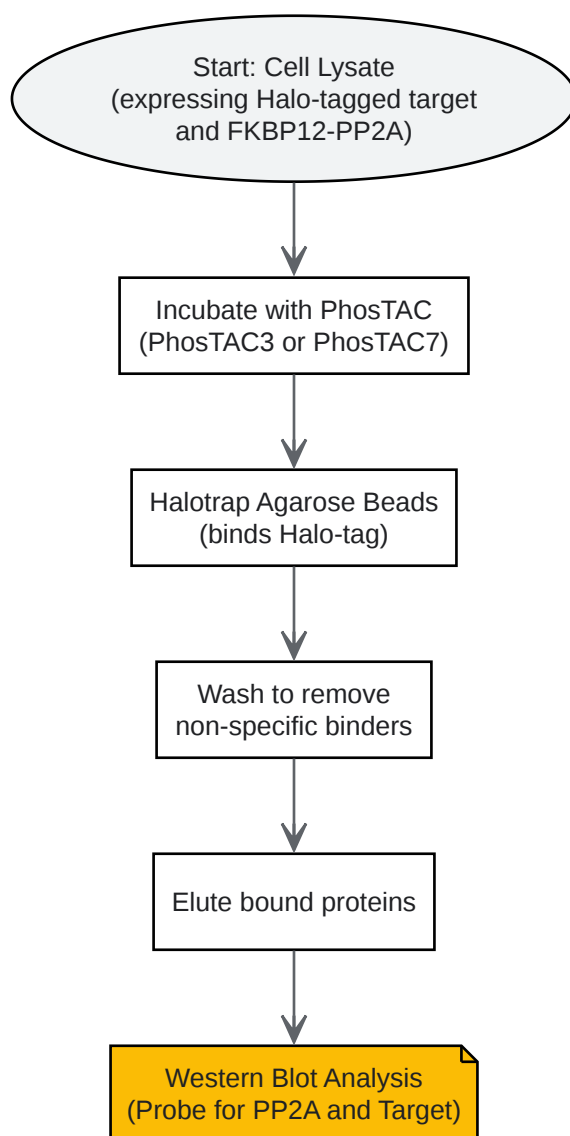 Start: Cell Lysate
(expressing Halo-tagged target
and FKBP12-PP2A)
Incubate with PhosTAC
(PhosTAC3 or PhosTAC7)
Halotrap Agarose Beads
(binds Halo-tag)
Wash to remove
non-specific binders
Elute bound proteins
Western Blot Analysis
(Probe for PP2A and Target)